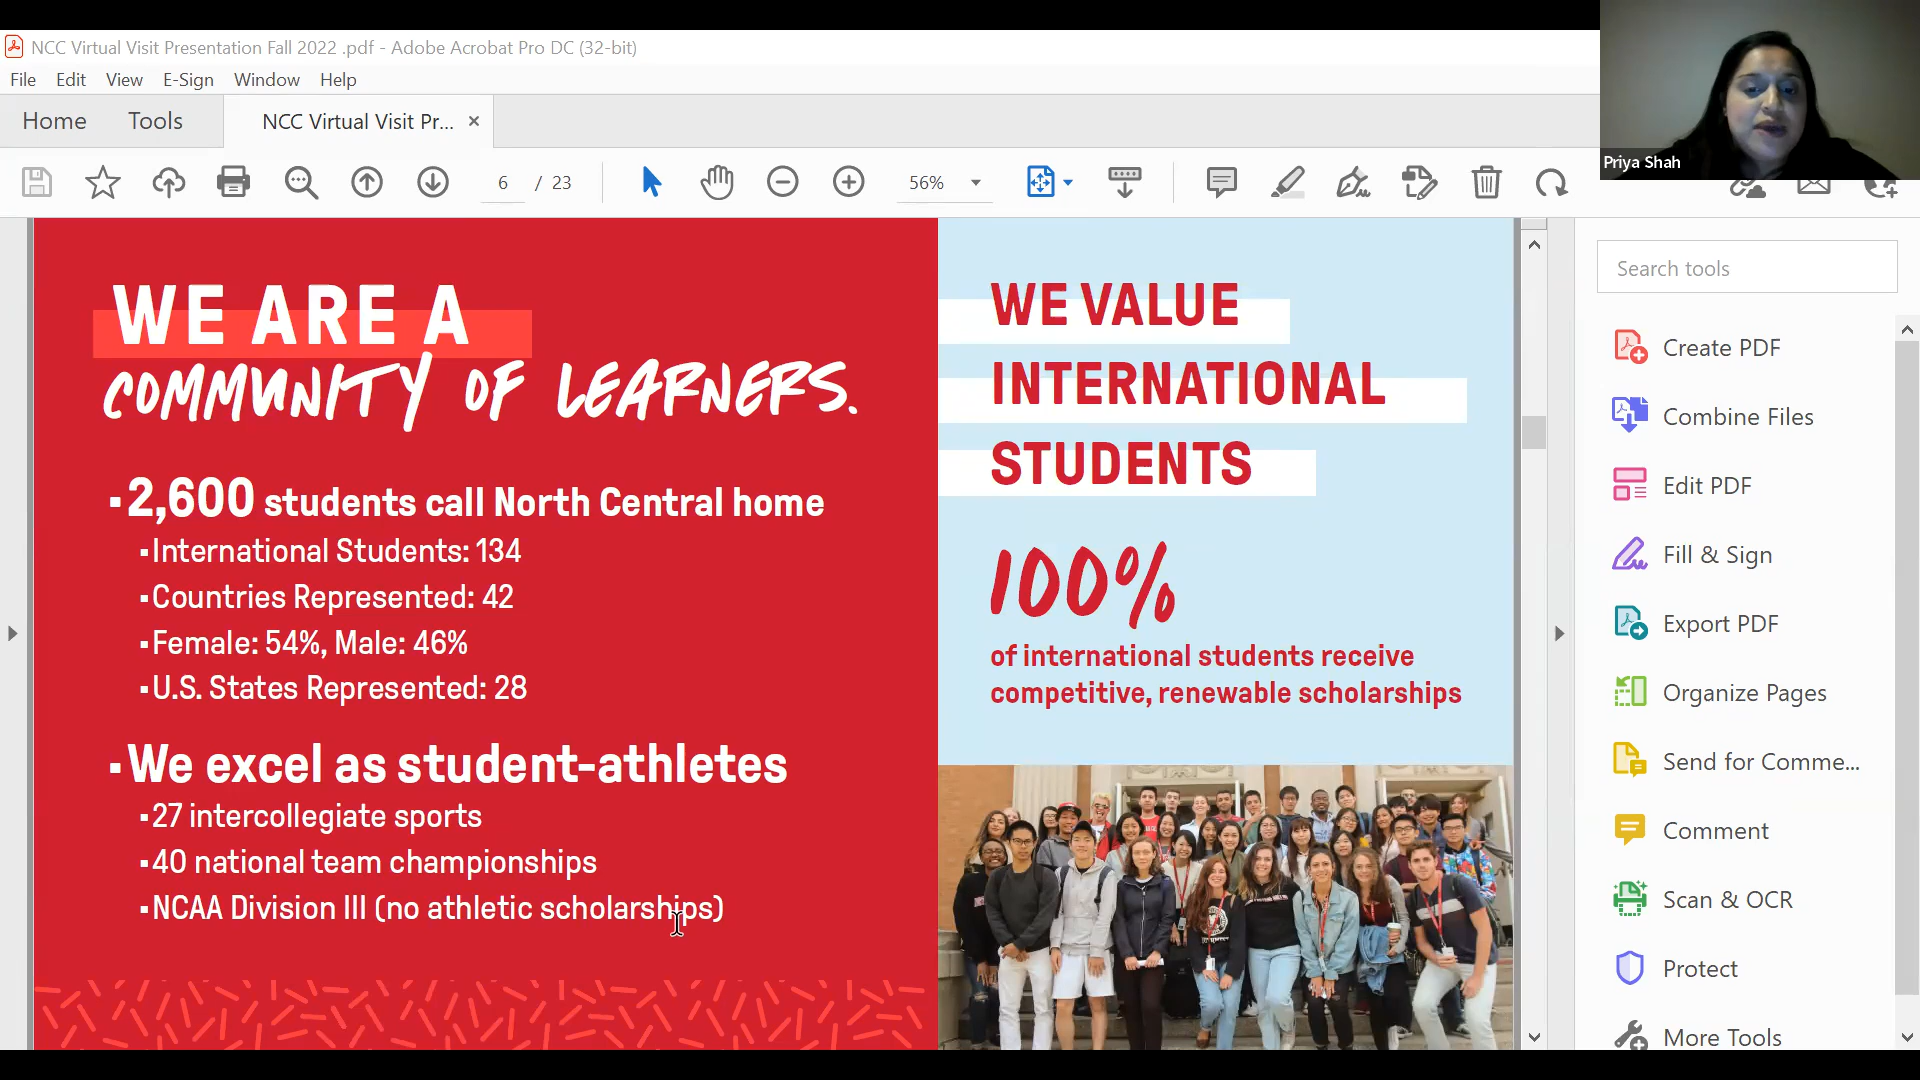 NCC Virtual Visit Presentation Fall 2022 .pdf - Adobe Acrobat Pro DC (32-bit)
File Edit View E-Sign Window Help
Home Tools NCC Virtual Visit Pr... ×
6 / 23 56%
Priya Shah
WE ARE A
COMMUNITY OF LEARNERS.
▪2,600 students call North Central home
▪International Students: 134
▪Countries Represented: 42
▪Female: 54%, Male: 46%
▪U.S. States Represented: 28
▪We excel as student-athletes
▪27 intercollegiate sports
▪40 national team championships
▪NCAA Division III (no athletic scholarships)
WE VALUE
INTERNATIONAL
STUDENTS
100%
of international students receive
competitive, renewable scholarships
Search tools
Create PDF
Combine Files
Edit PDF
Fill & Sign
Export PDF
Organize Pages
Send for Comme...
Comment
Scan & OCR
Protect
More Tools